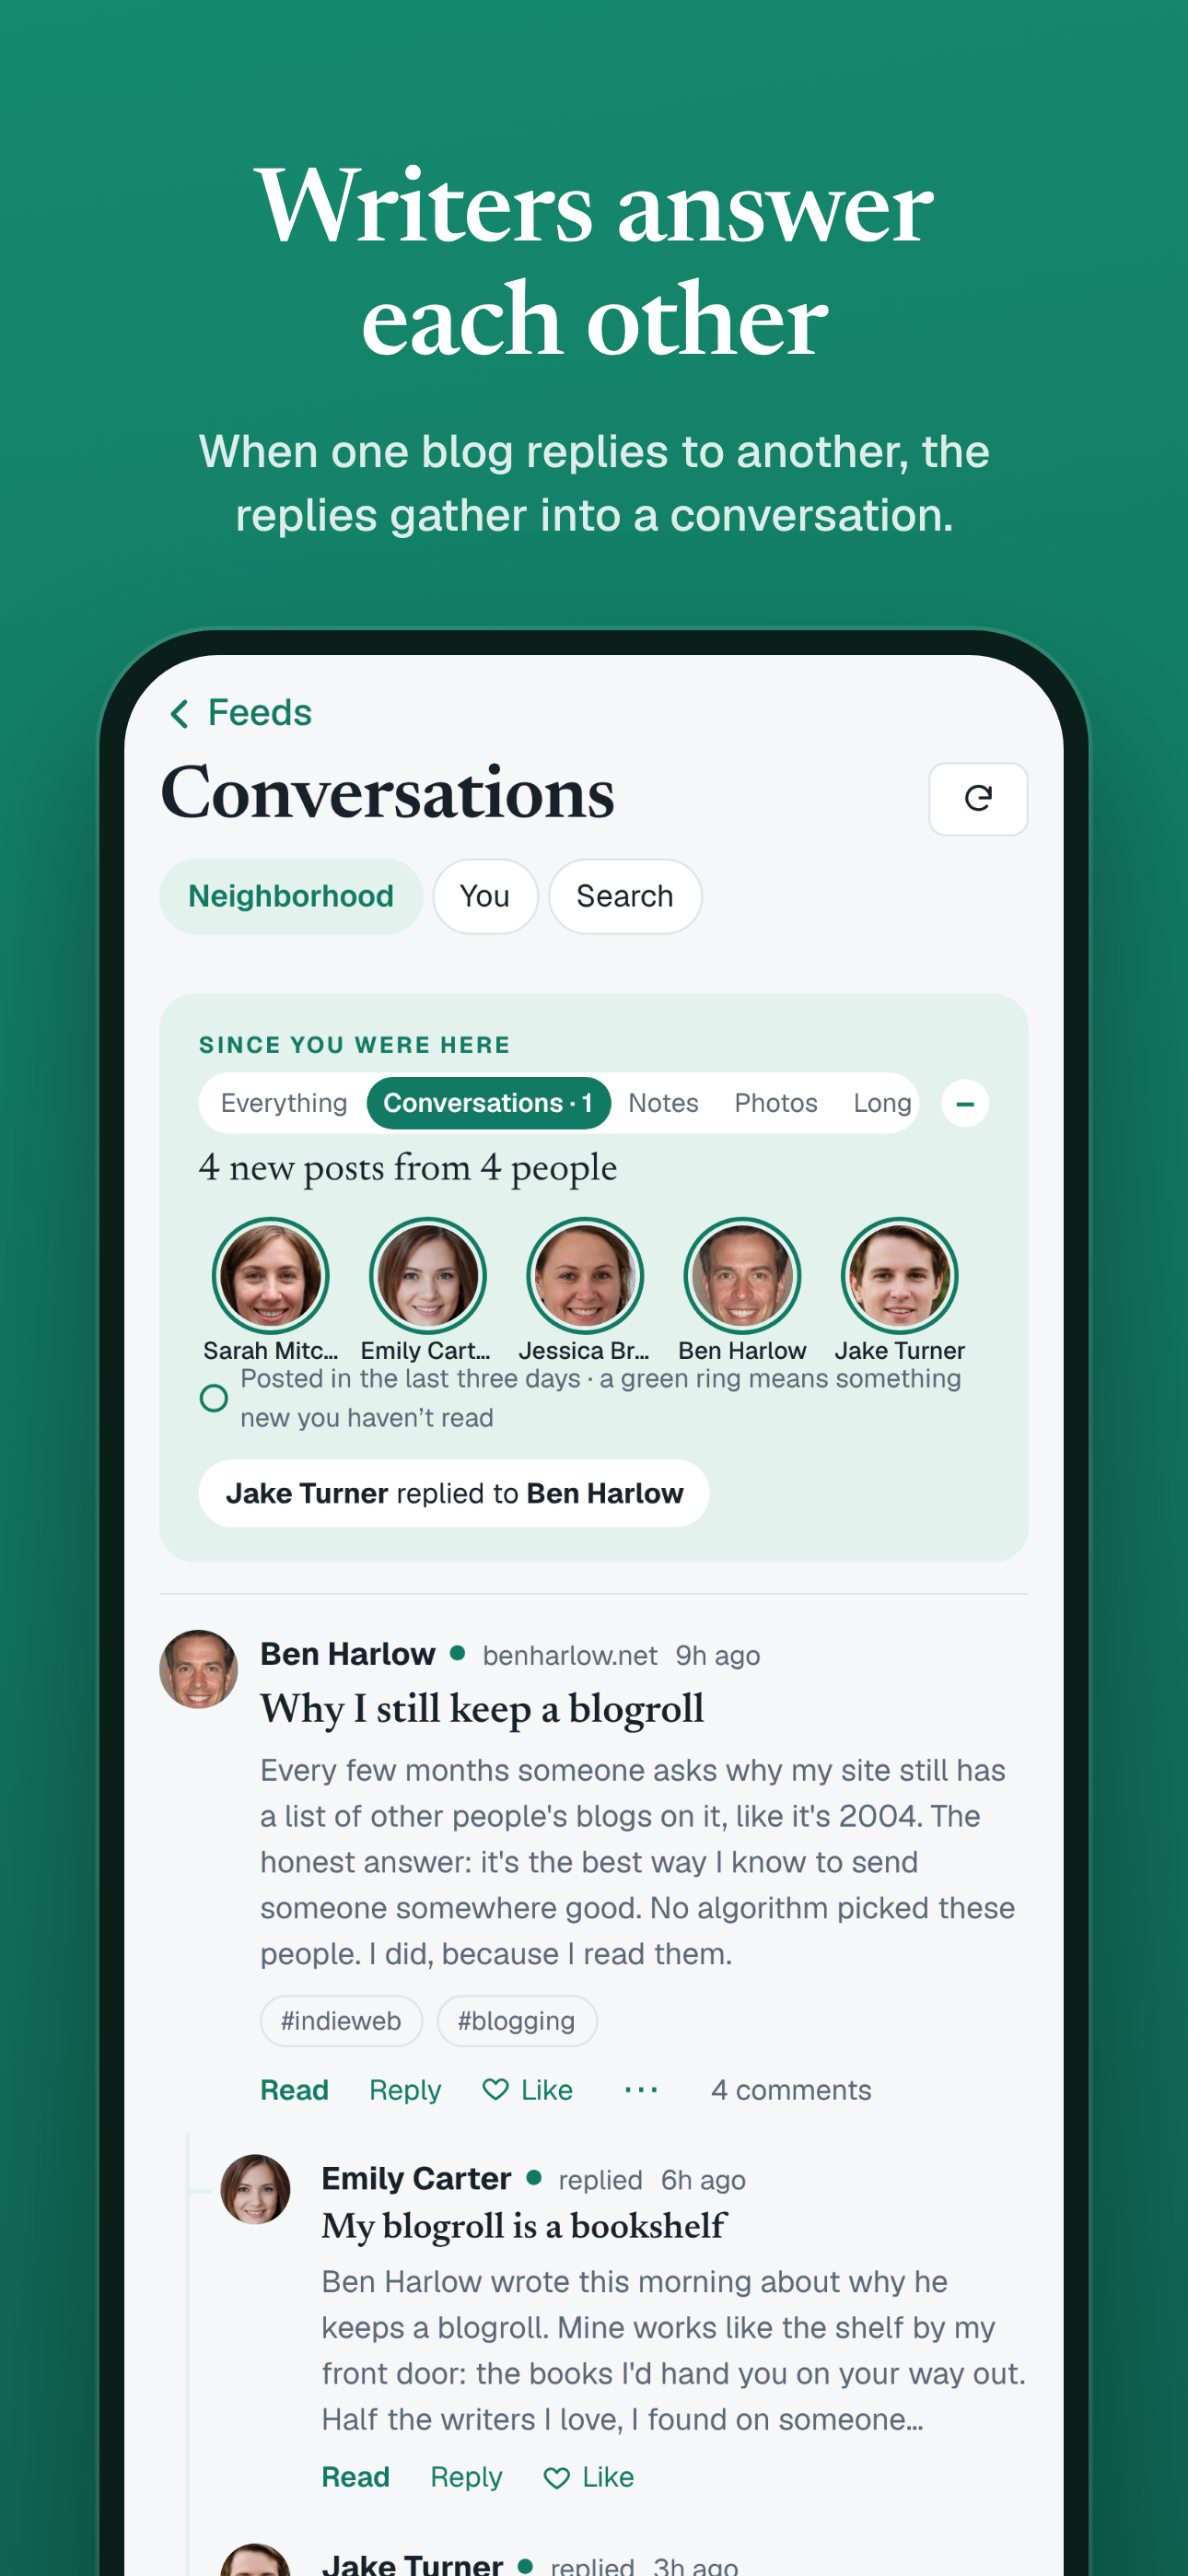 Writers answer
each other
When one blog replies to another, the
replies gather into a conversation.
Feeds
Conversations
Neighborhood You Search
SINCE YOU WERE HERE
Everything Conversations · 1 Notes Photos Long
4 new posts from 4 people
Sarah Mitc... Emily Cart... Jessica Br... Ben Harlow Jake Turner
Posted in the last three days · a green ring means something
new you haven’t read
Jake Turner replied to Ben Harlow
Ben Harlow benharlow.net 9h ago
Why I still keep a blogroll
Every few months someone asks why my site still has
a list of other people's blogs on it, like it's 2004. The
honest answer: it's the best way I know to send
someone somewhere good. No algorithm picked these
people. I did, because I read them.
#indieweb #blogging
Read Reply Like ··· 4 comments
Emily Carter replied 6h ago
My blogroll is a bookshelf
Ben Harlow wrote this morning about why he
keeps a blogroll. Mine works like the shelf by my
front door: the books I'd hand you on your way out.
Half the writers I love, I found on someone...
Read Reply Like
Jake Turner replied 3h ago